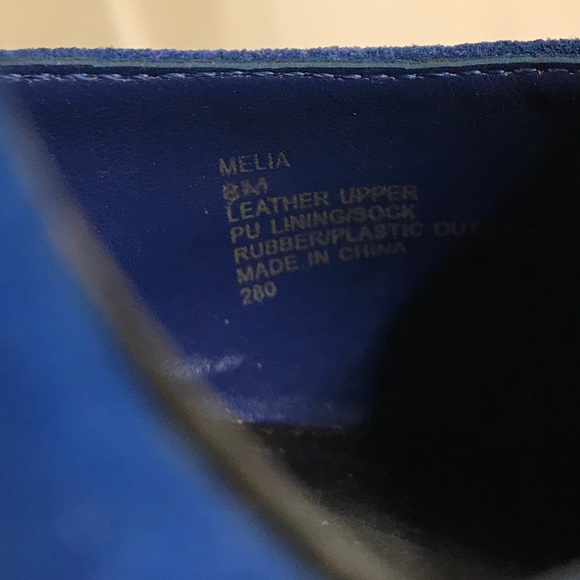 MELIA
8M
LEATHER UPPER
PU LINING/SOCK
RUBBER/PLASTIC OUT
MADE IN CHINA
280